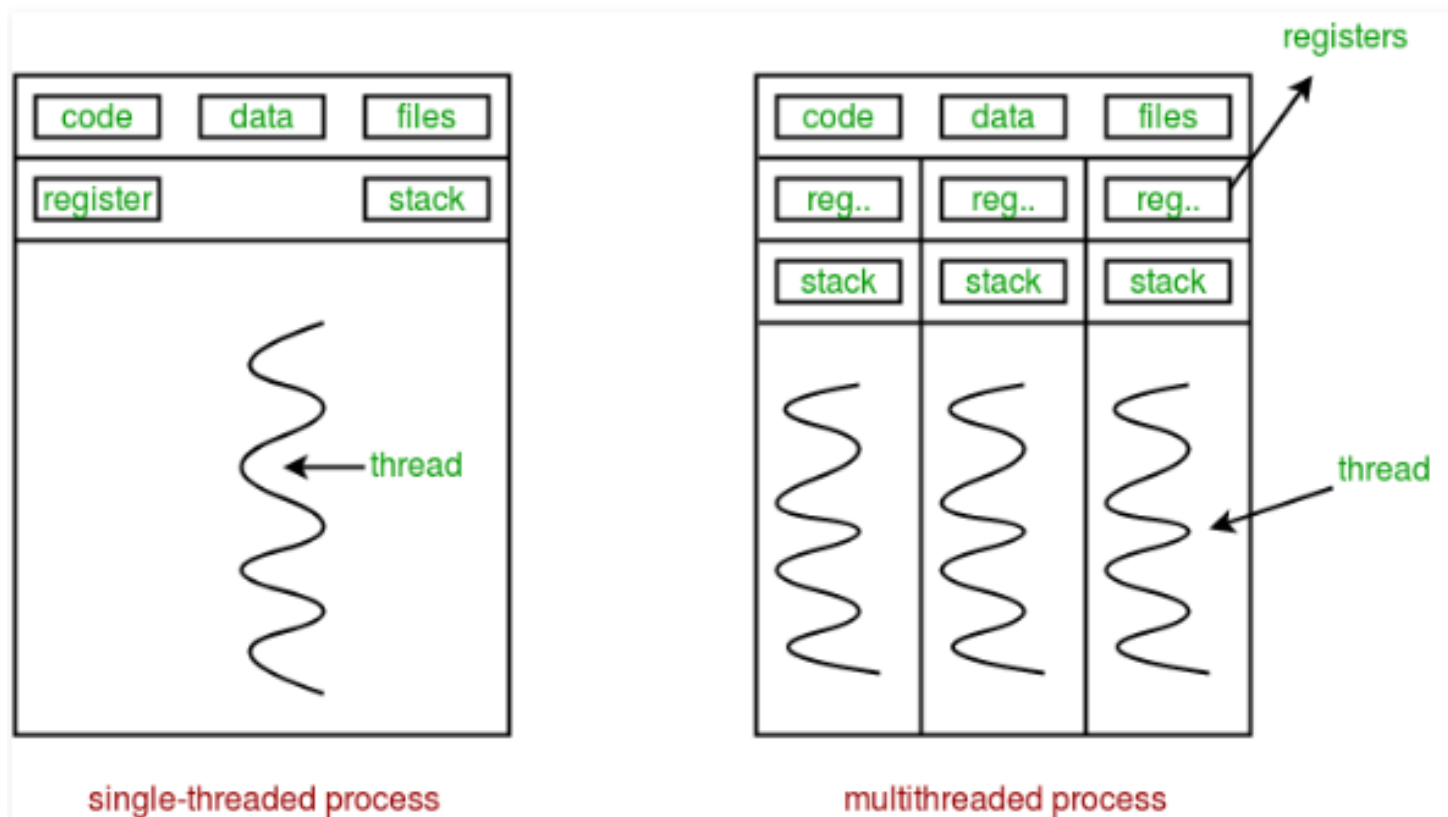 registers
code data files
code data files
register stack
reg.. reg.. reg..
stack stack stack
thread
thread
single-threaded process
multithreaded process